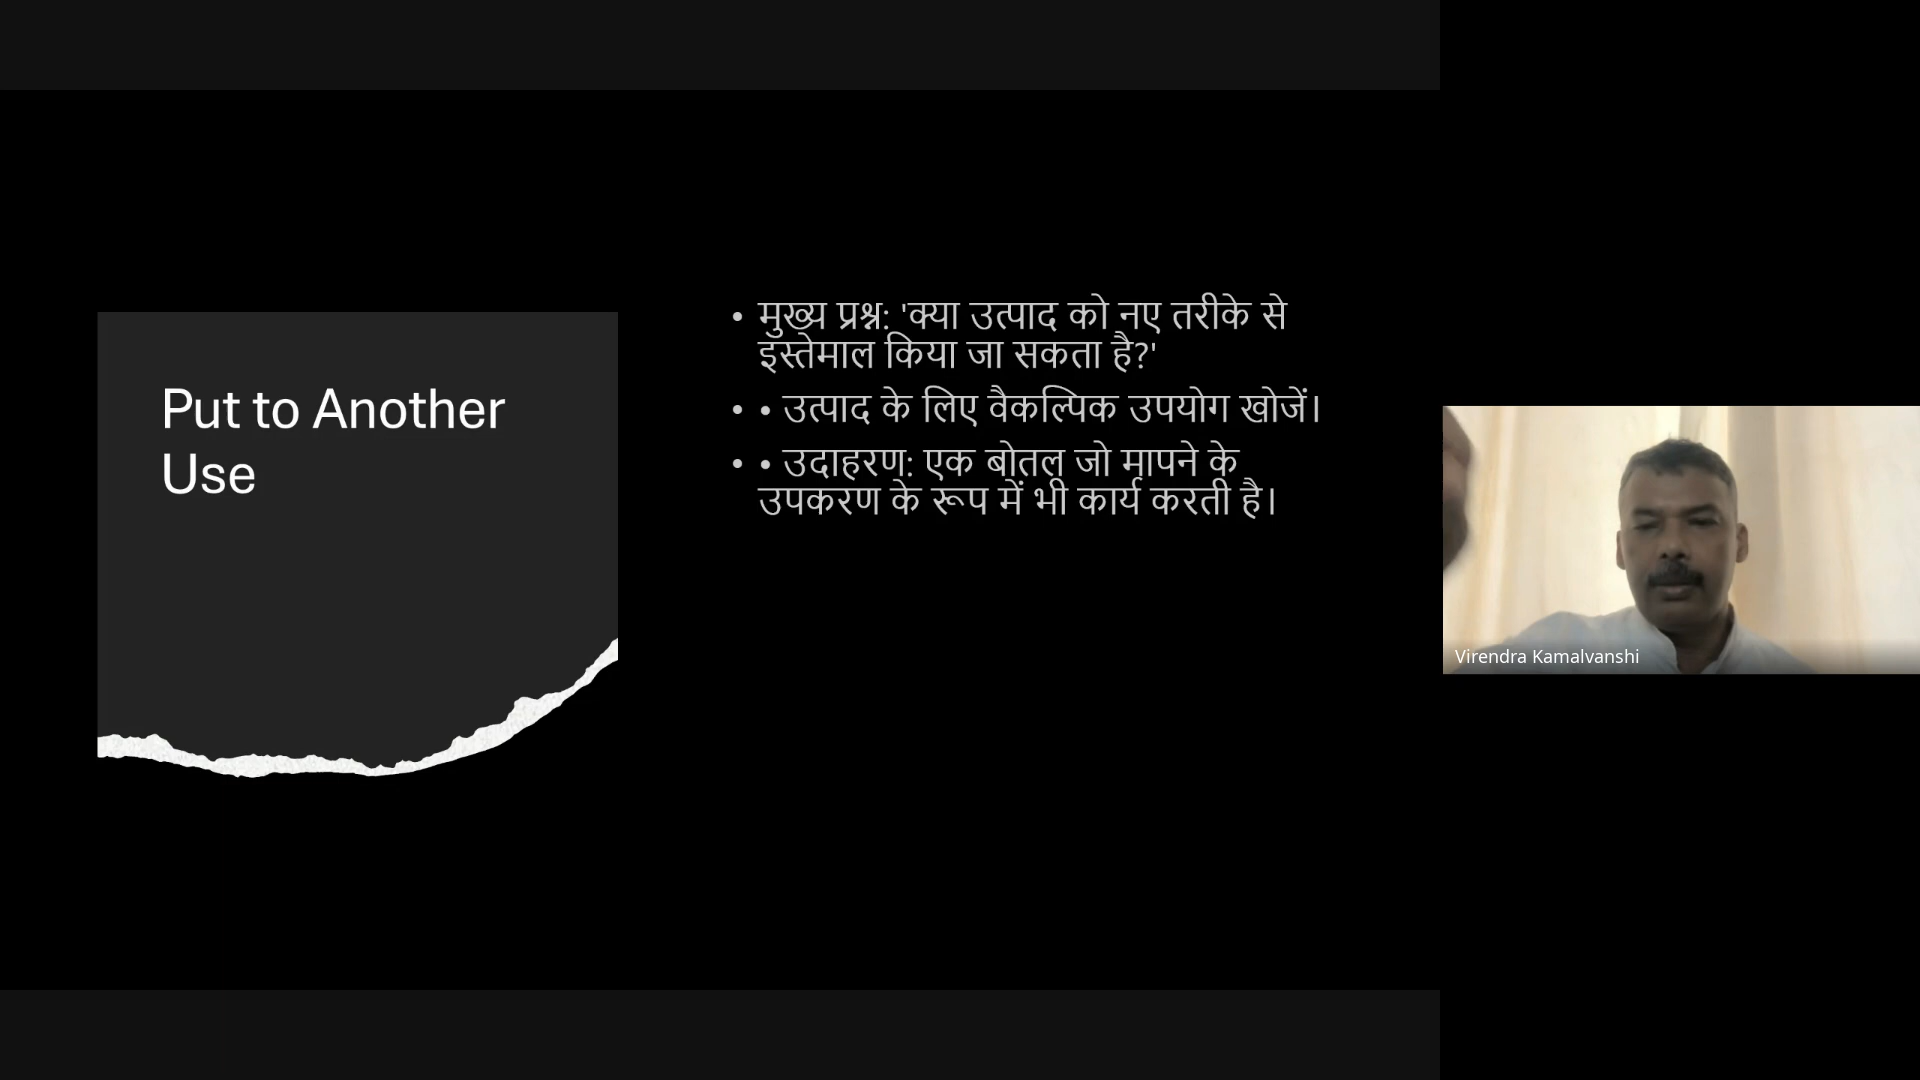 Put to Another
Use
• मुख्य प्रश्न: 'क्या उत्पाद को नए तरीके से
इस्तेमाल किया जा सकता है?'
• • उत्पाद के लिए वैकल्पिक उपयोग खोजें।
• • उदाहरण: एक बोतल जो मापने के
उपकरण के रूप में भी कार्य करती है।
Virendra Kamalvanshi